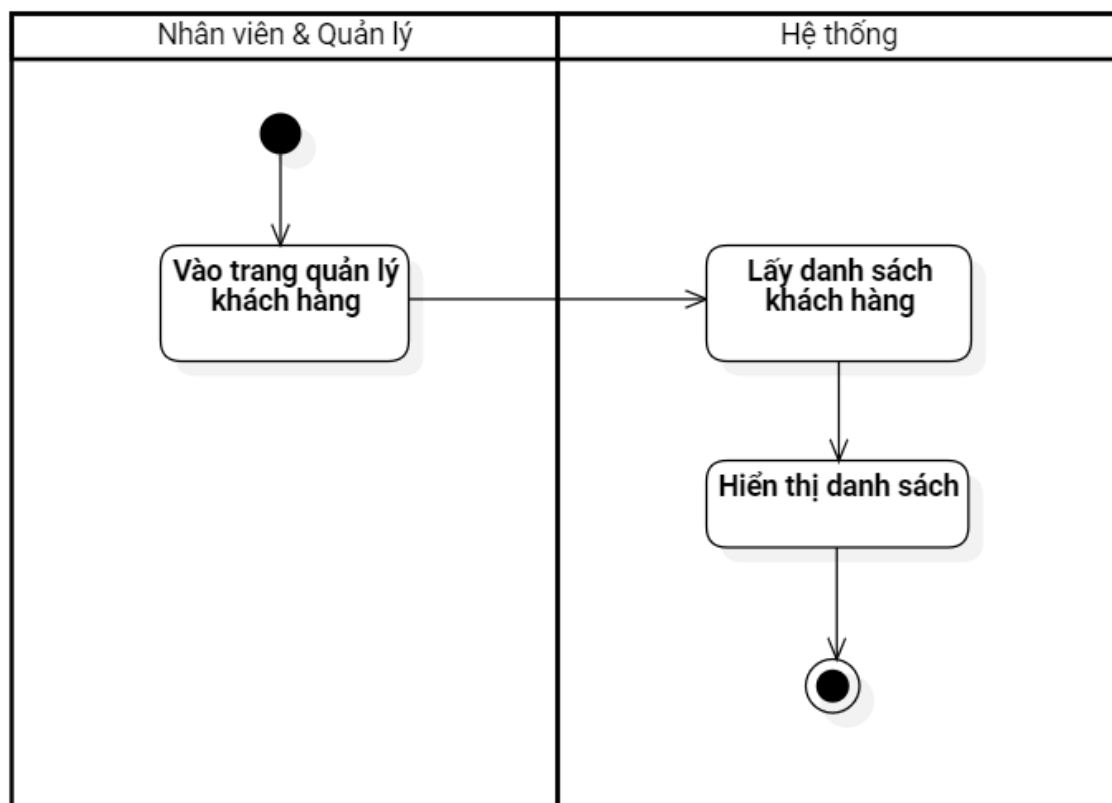 Nhân viên & Quản lý
Hệ thống
Vào trang quản lý
khách hàng
Lấy danh sách
khách hàng
Hiển thị danh sách